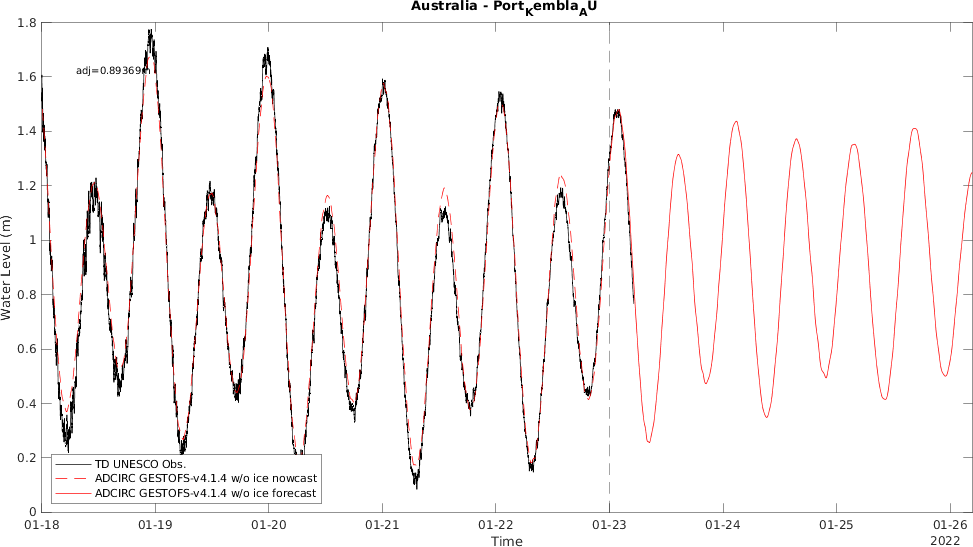 Australia - Port_Kembla_AU
1.8
1.6
1.4
1.2
1
0.8
0.6
0.4
0.2
0
Water Level (m)
adj=0.89369m
TD UNESCO Obs.
ADCIRC GESTOFS-v4.1.4 w/o ice nowcast
ADCIRC GESTOFS-v4.1.4 w/o ice forecast
01-18 01-19 01-20 01-21 01-22 01-23 01-24 01-25 01-26
Time
2022